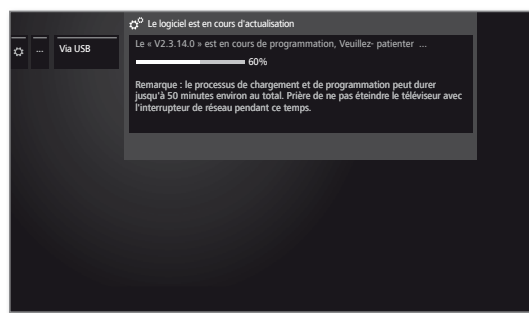 Le logiciel est en cours d'actualisation
... Via USB
Le « V2.3.14.0 » est en cours de programmation, Veuillez- patienter ...
60%
Remarque : le processus de chargement et de programmation peut durer
jusqu'à 50 minutes environ au total. Prière de ne pas éteindre le téléviseur avec
l'interrupteur de réseau pendant ce temps.